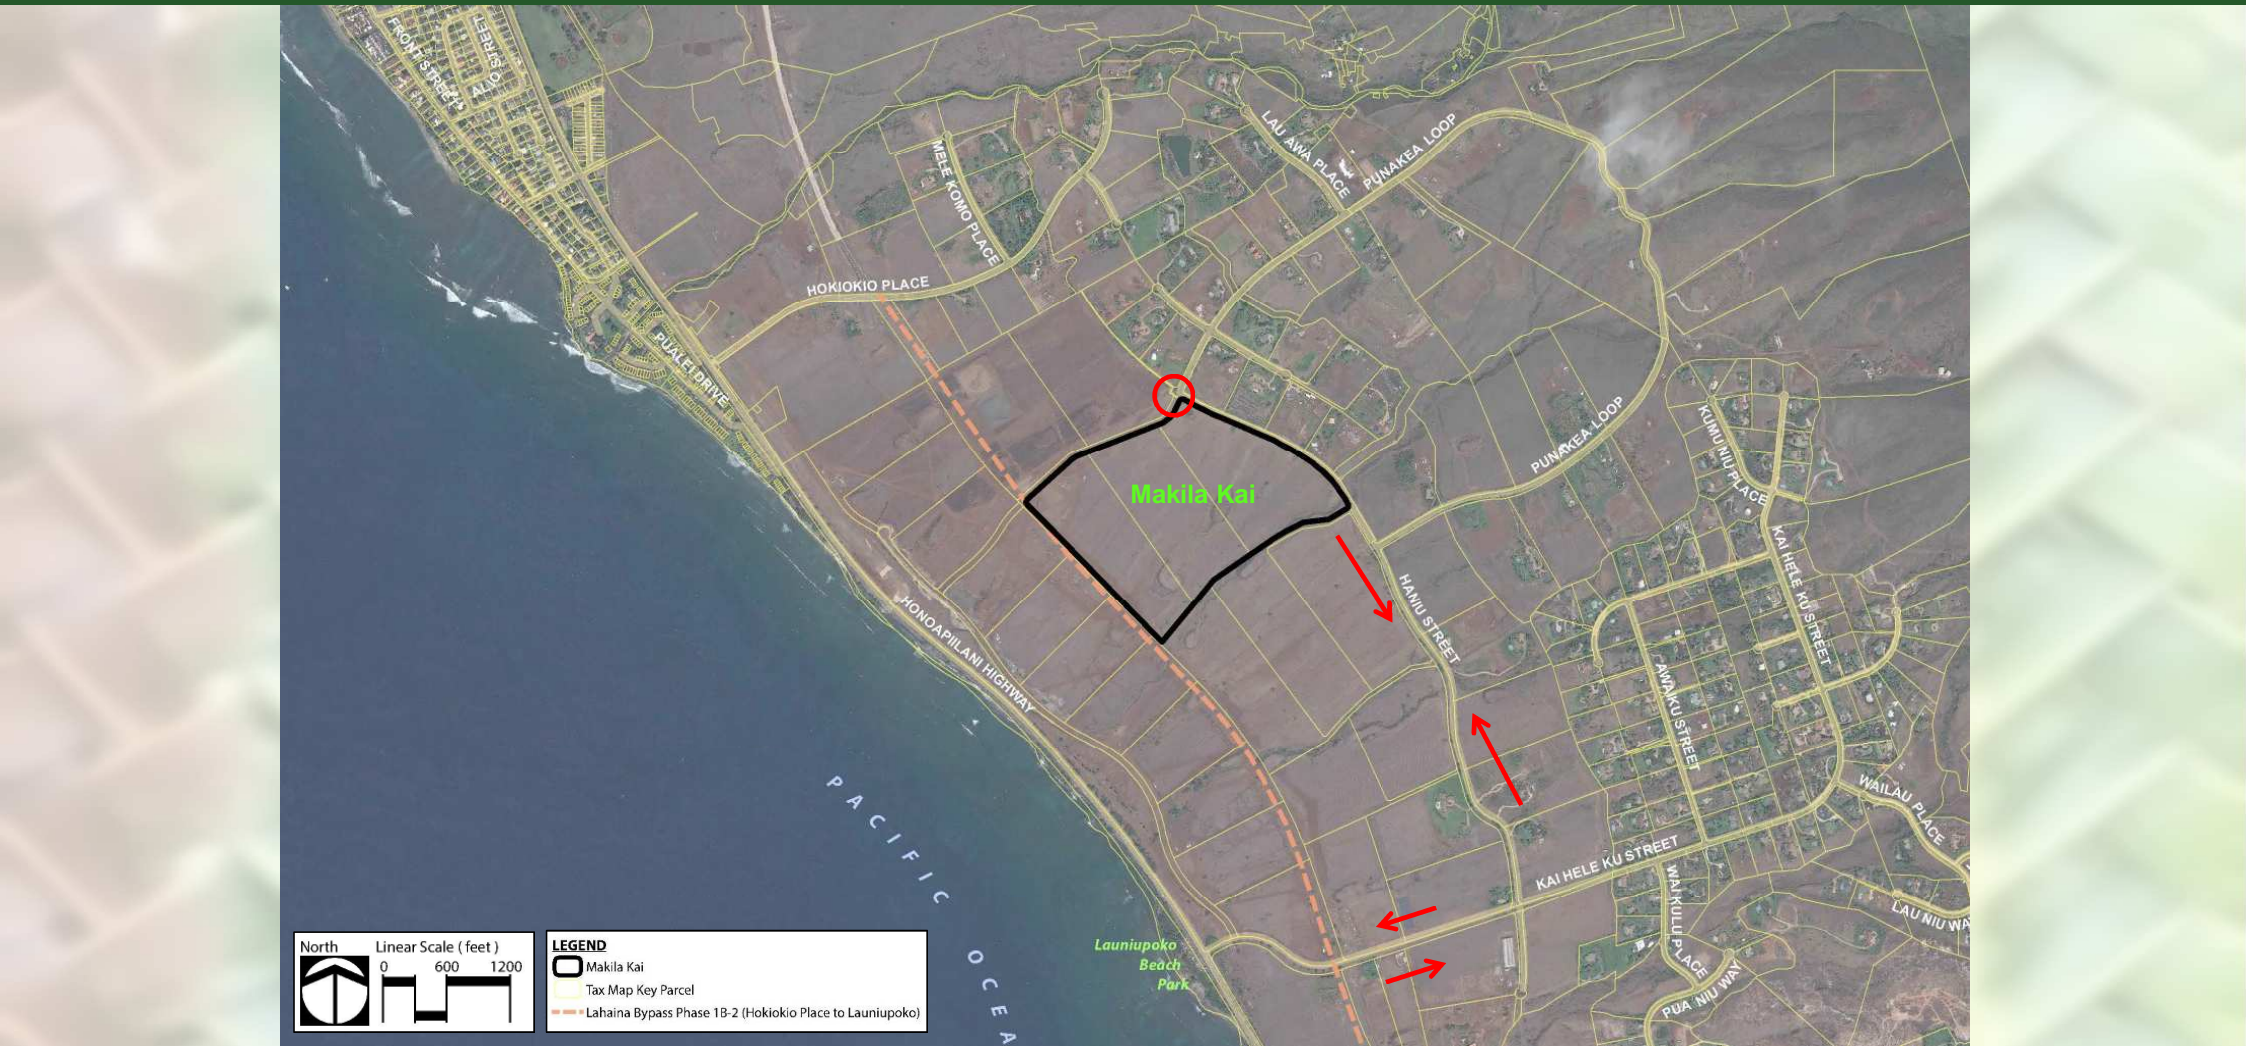 FRONT STREET
ALIO STREET
LAU AWA PLACE
PUNAKEA LOOP
MELE KOMO PLACE
HOKIOKIO PLACE
PUALEI DRIVE
PUNAKEA LOOP
KUMU NIU PLACE
Makila Kai
KAI HELE KU STREET
HANIU STREET
HONOAPIILANI HIGHWAY
AWAIKU STREET
WAILAU PLACE
PACIFIC OCEA
KAI HELE KU STREET
WAIKULU PLACE
LAU NIU WA
PUA NIU WAY
Launiupoko
Beach
Park
North
Linear Scale ( feet )
0 600 1200
LEGEND
Makila Kai
Tax Map Key Parcel
Lahaina Bypass Phase 1B-2 (Hokiokio Place to Launiupoko)